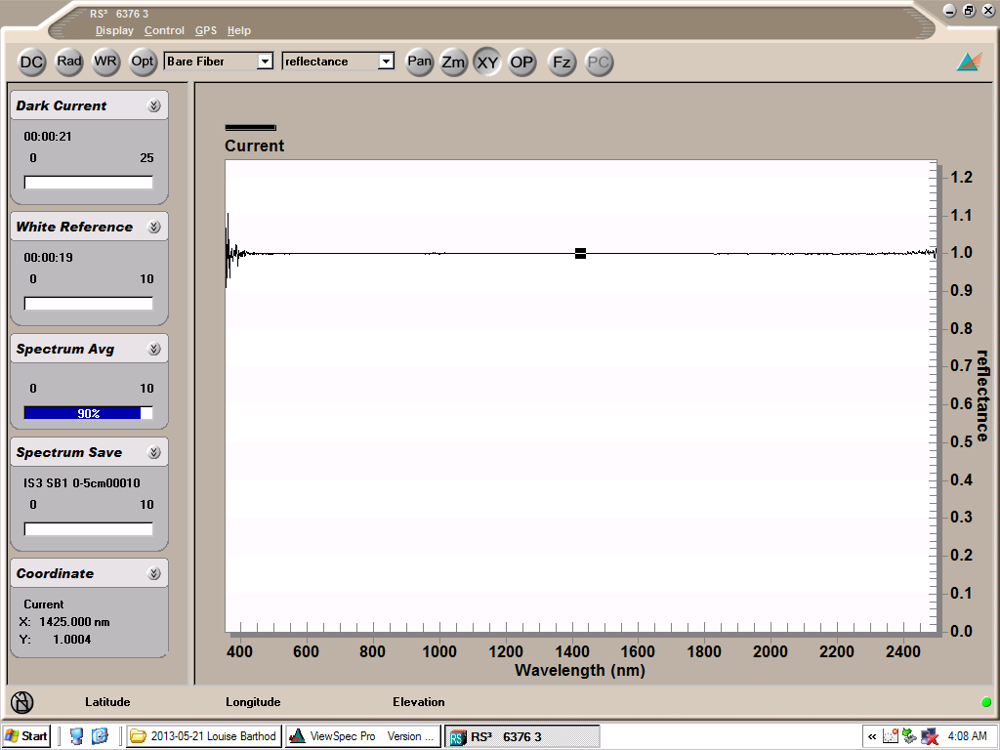 RS³ 6376 3
Display Control GPS Help
DC Rad WR Opt Bare Fiber reflectance Pan Zm XY OP Fz PC
Dark Current
00:00:21
0 25
White Reference
00:00:19
0 10
Spectrum Avg
0 10
90%
Spectrum Save
IS3 SB1 0-5cm00010
0 10
Coordinate
Current
X: 1425.000 nm
Y: 1.0004
Current
1.2
1.1
1.0
0.9
0.8
0.7
0.6
0.5
0.4
0.3
0.2
0.1
0.0
reflectance
400 600 800 1000 1200 1400 1600 1800 2000 2200 2400
Wavelength (nm)
Latitude Longitude Elevation
Start 2013-05-21 Louise Barthod ViewSpec Pro Version ... RS RS³ 6376 3 « 4:08 AM